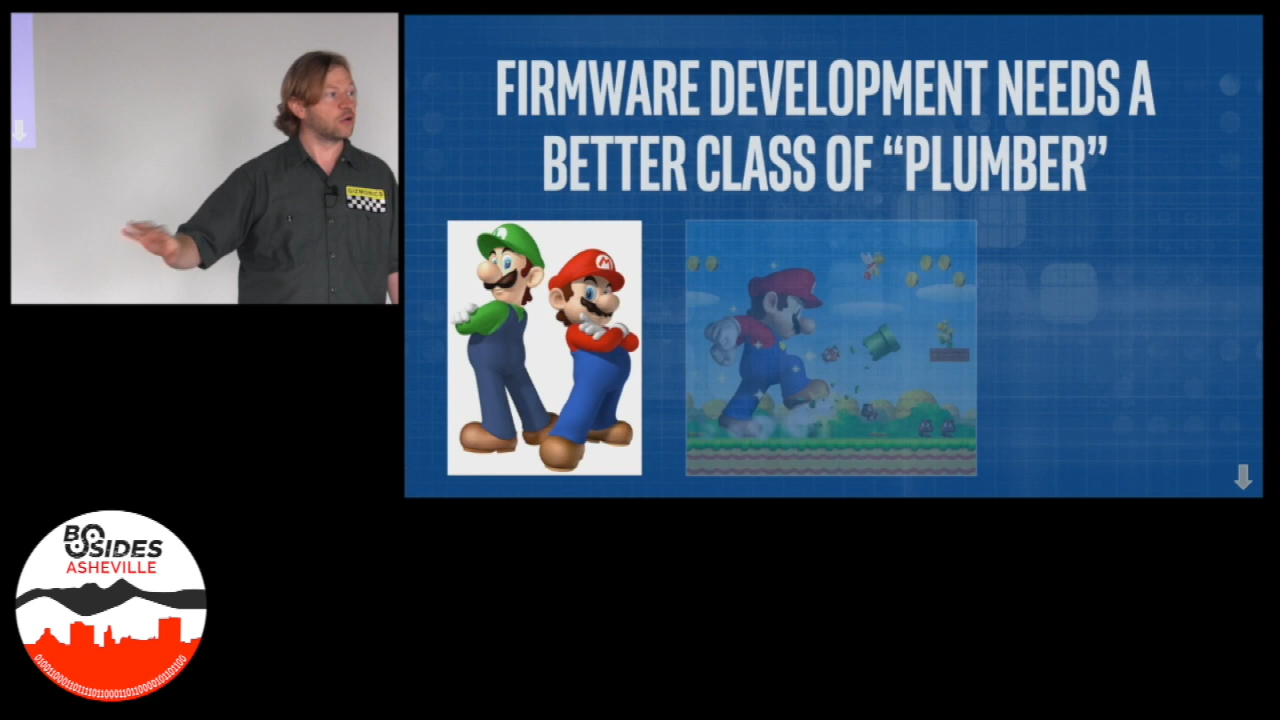 FIRMWARE DEVELOPMENT NEEDS A
BETTER CLASS OF “PLUMBER”
M
BSIDES
ASHEVILLE